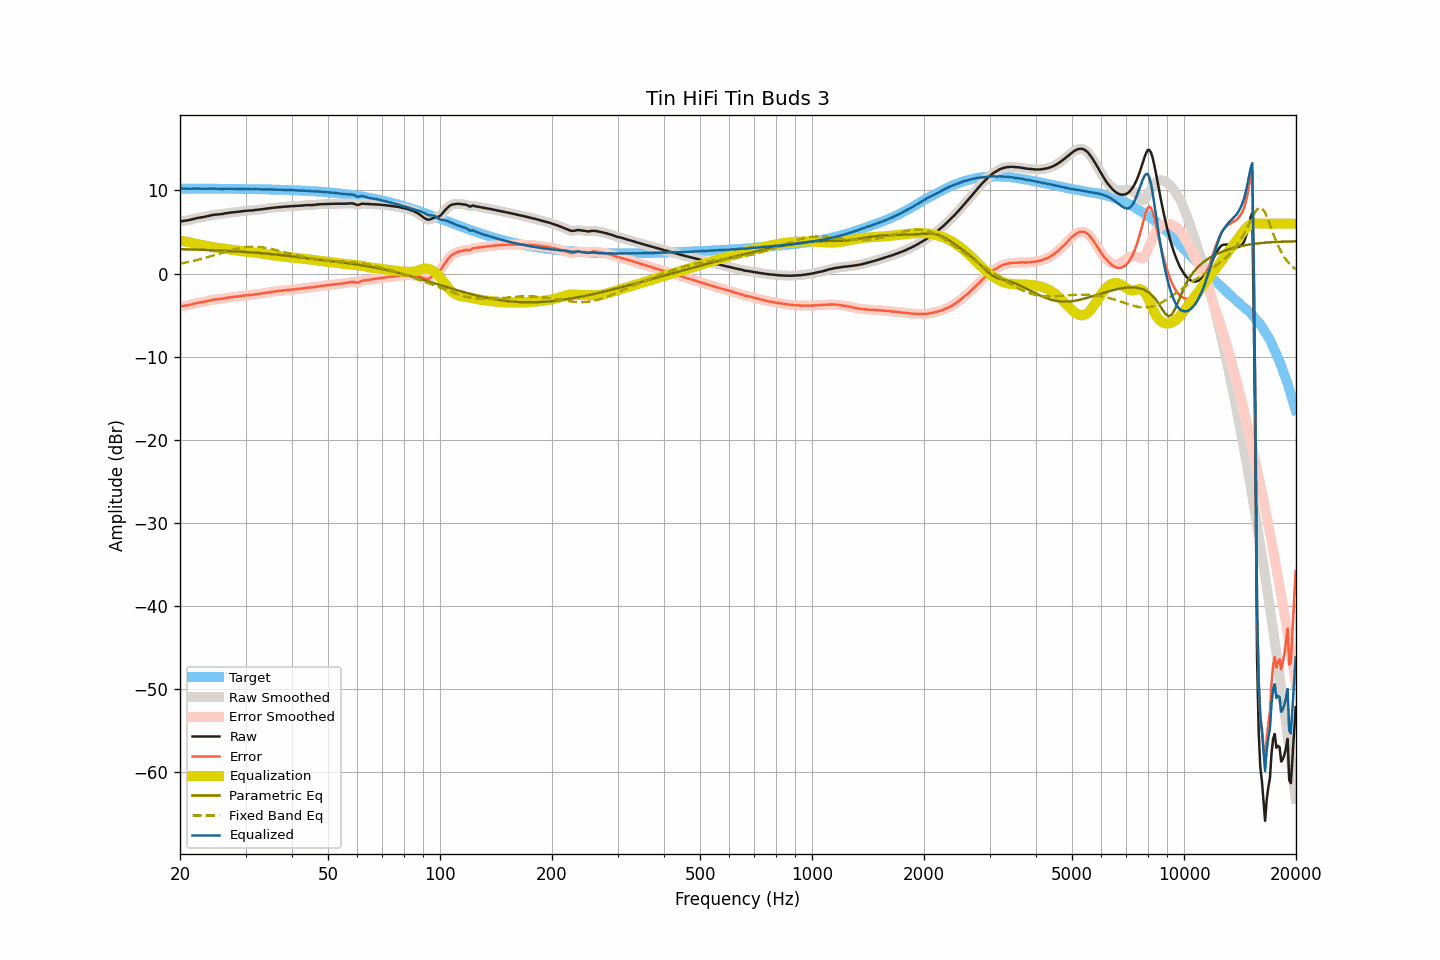 Tin HiFi Tin Buds 3
Amplitude (dBr)
10
0
−10
−20
−30
−40
−50
−60
Target
Raw Smoothed
Error Smoothed
Raw
Error
Equalization
Parametric Eq
Fixed Band Eq
Equalized
20 50 100 200 500 1000 2000 5000 10000 20000
Frequency (Hz)